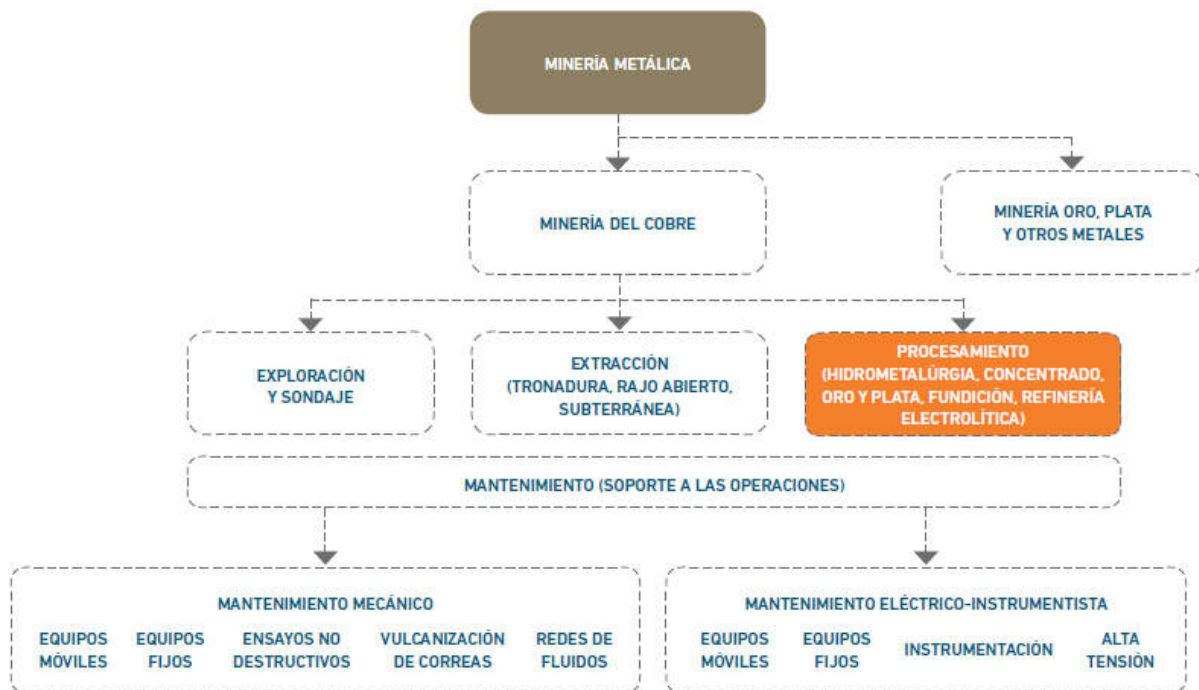 MINERÍA METÁLICA
MINERÍA DEL COBRE
MINERÍA ORO, PLATA
Y OTROS METALES
EXPLORACIÓN
Y SONDAJE
EXTRACCIÓN
(TRONADURA, RAJO ABIERTO,
SUBTERRÁNEA)
PROCESAMIENTO
(HIDROMETALÚRGIA, CONCENTRADO,
ORO Y PLATA, FUNDICIÓN, REFINERÍA
ELECTROLÍTICA)
MANTENIMIENTO (SOPORTE A LAS OPERACIONES)
MANTENIMIENTO MECÁNICO
EQUIPOS
MÓVILES
EQUIPOS
FIJOS
ENSAYOS NO
DESTRUCTIVOS
VULCANIZACIÓN
DE CORREAS
REDES DE
FLUIDOS
MANTENIMIENTO ELÉCTRICO-INSTRUMENTISTA
EQUIPOS
MÓVILES
EQUIPOS
FIJOS
INSTRUMENTACIÓN
ALTA
TENSIÓN